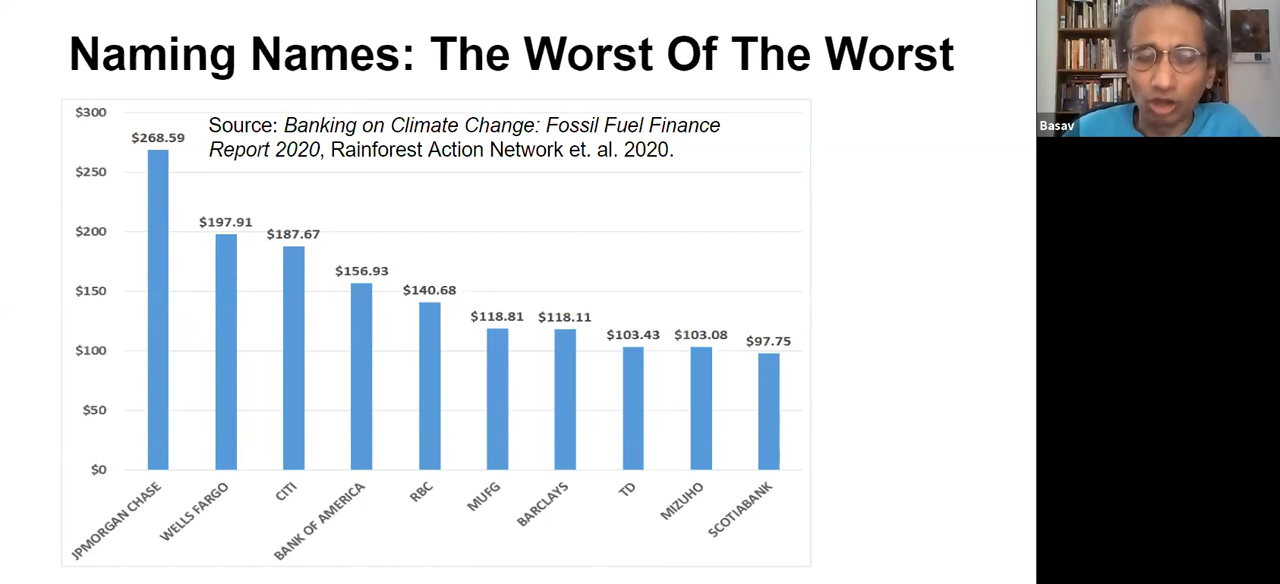 Naming Names: The Worst Of The Worst
Basav
Source: Banking on Climate Change: Fossil Fuel Finance
Report 2020, Rainforest Action Network et. al. 2020.
$300
$250
$200
$150
$100
$50
$0
$268.59
$197.91
$187.67
$156.93
$140.68
$118.81
$118.11
$103.43
$103.08
$97.75
JPMORGAN CHASE
WELLS FARGO
CITI
BANK OF AMERICA
RBC
MUFG
BARCLAYS
TD
MIZUHO
SCOTIABANK